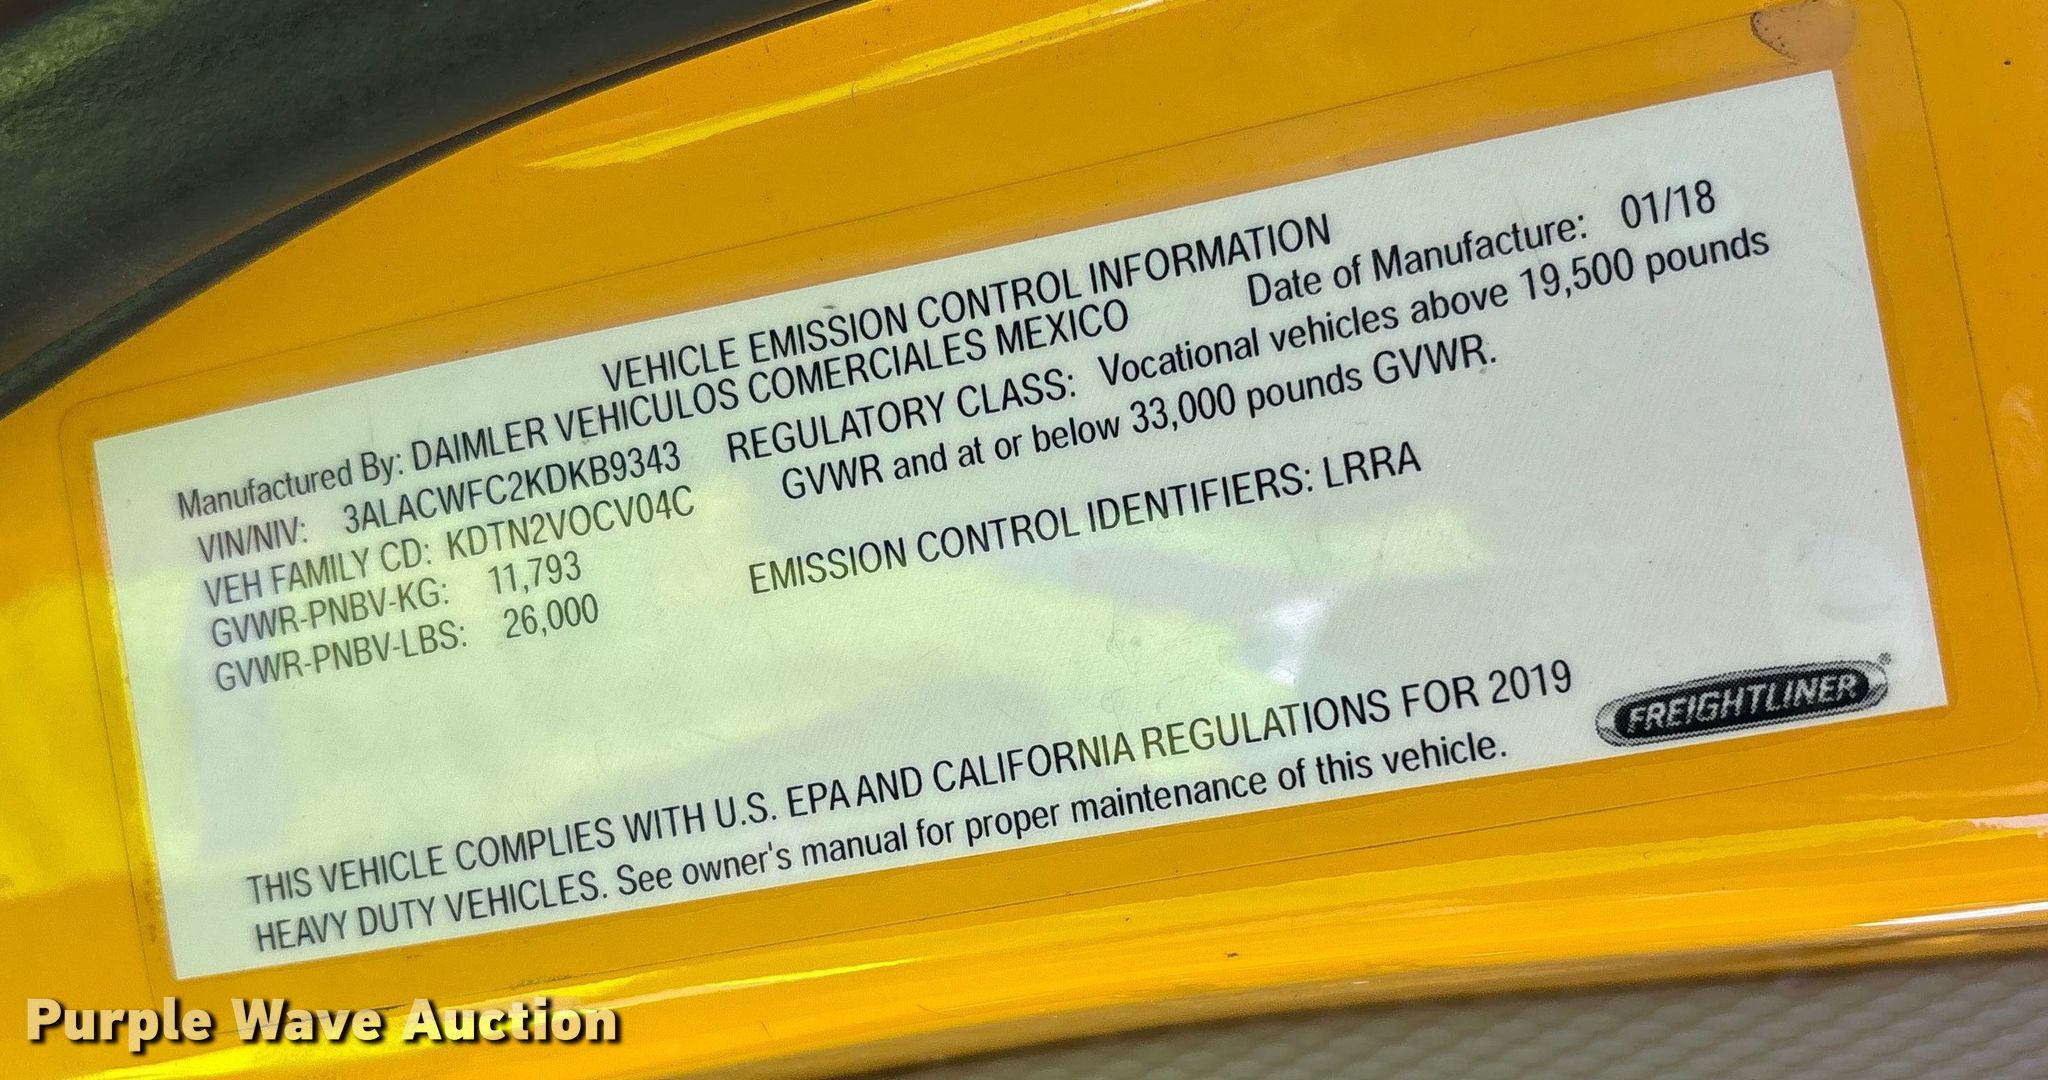 VEHICLE EMISSION CONTROL INFORMATION
Manufactured By: DAIMLER VEHICULOS COMERCIALES MEXICO Date of Manufacture: 01/18
VIN/NIV: 3ALACWFC2KDKB9343 REGULATORY CLASS: Vocational vehicles above 19,500 pounds
VEH FAMILY CD: KDTN2VOCV04C GVWR and at or below 33,000 pounds GVWR.
GVWR-PNBV-KG: 11,793
GVWR-PNBV-LBS: 26,000 EMISSION CONTROL IDENTIFIERS: LRRA
THIS VEHICLE COMPLIES WITH U.S. EPA AND CALIFORNIA REGULATIONS FOR 2019
HEAVY DUTY VEHICLES. See owner's manual for proper maintenance of this vehicle.
FREIGHTLINER
Purple Wave Auction